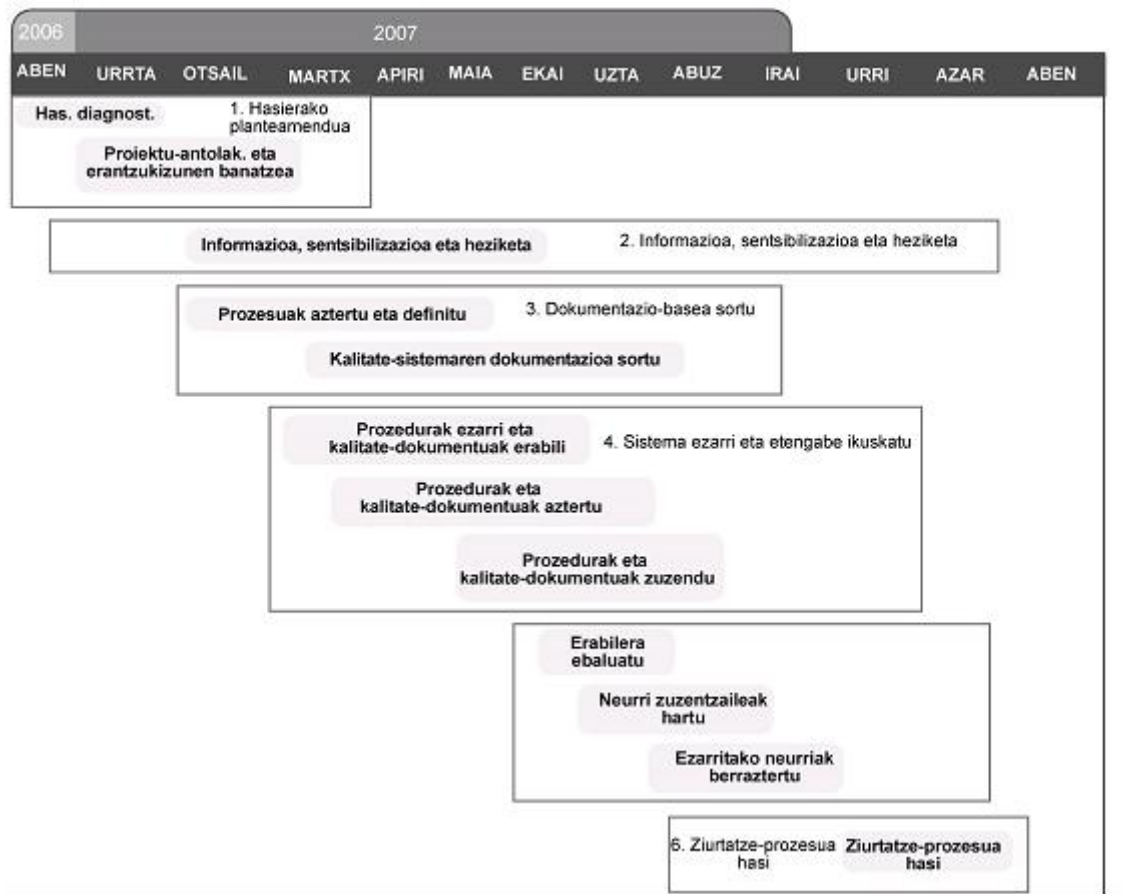 2006
2007
ABEN URRTA OTSAIL MARTX APIRI MAIA EKAI UZTA ABUZ IRAI URRI AZAR ABEN
Has. diagnost.
1. Hasierako
planteamendua
Proiektu-antolak. eta
erantzukizunen banatzea
Informazioa, sentsibilizazioa eta heziketa
2. Informazioa, sentsibilizazioa eta heziketa
Prozesuak aztertu eta definitu
3. Dokumentazio-basea sortu
Kalitate-sistemaren dokumentazioa sortu
Prozedurak ezarri eta
kalitate-dokumentuak erabili
4. Sistema ezarri eta etengabe ikuskatu
Prozedurak eta
kalitate-dokumentuak aztertu
Prozedurak eta
kalitate-dokumentuak zuzendu
Erabilera
ebaluatu
Neurri zuzentzaileak
hartu
Ezarritako neurriak
berraztertu
6. Ziurtatze-prozesua
hasi
Ziurtatze-prozesua
hasi